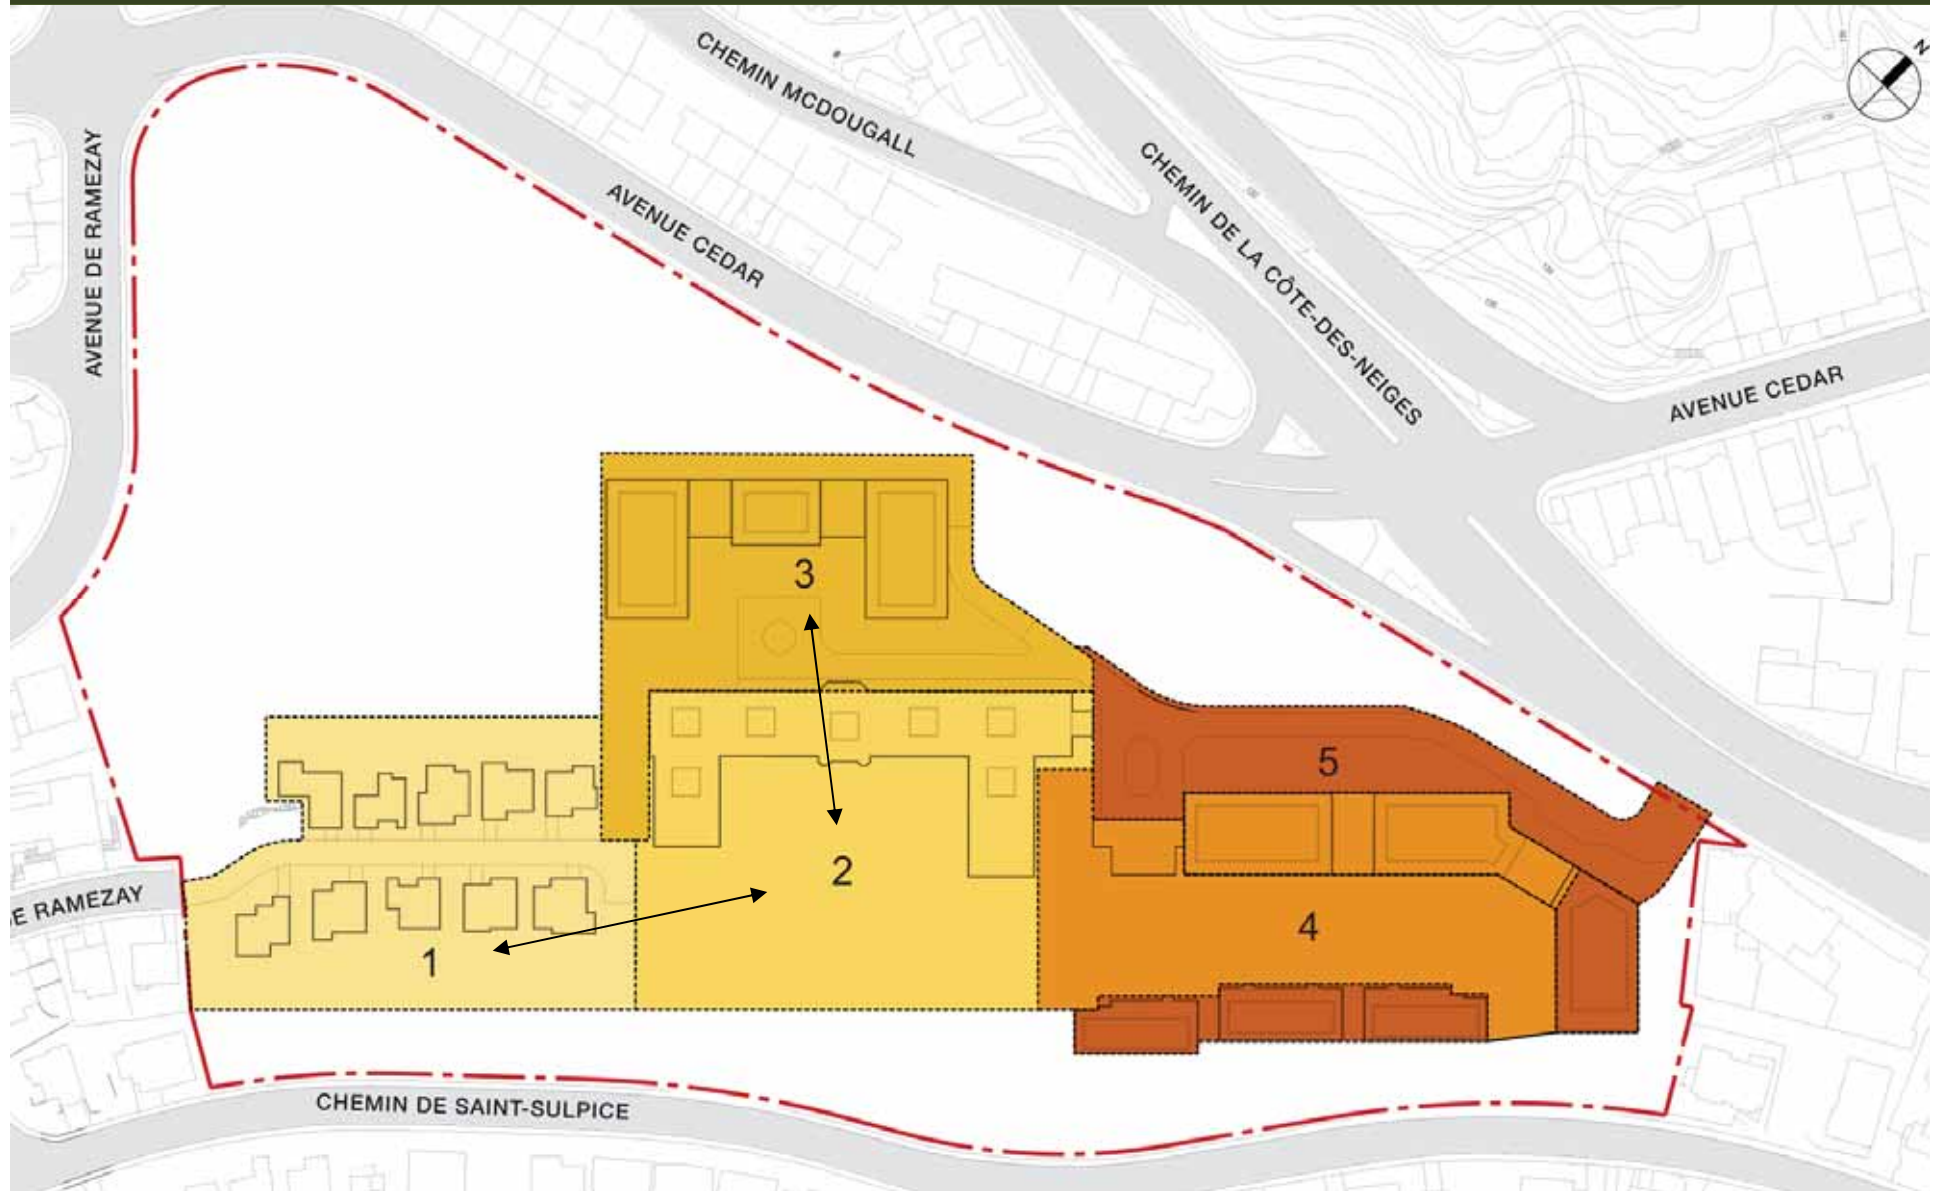 CHEMIN MCDOUGALL
N
AVENUE DE RAMEZAY
AVENUE CEDAR
CHEMIN DE LA CÔTE-DES-NEIGES
AVENUE CEDAR
3
5
2
DE RAMEZAY
4
1
CHEMIN DE SAINT-SULPICE